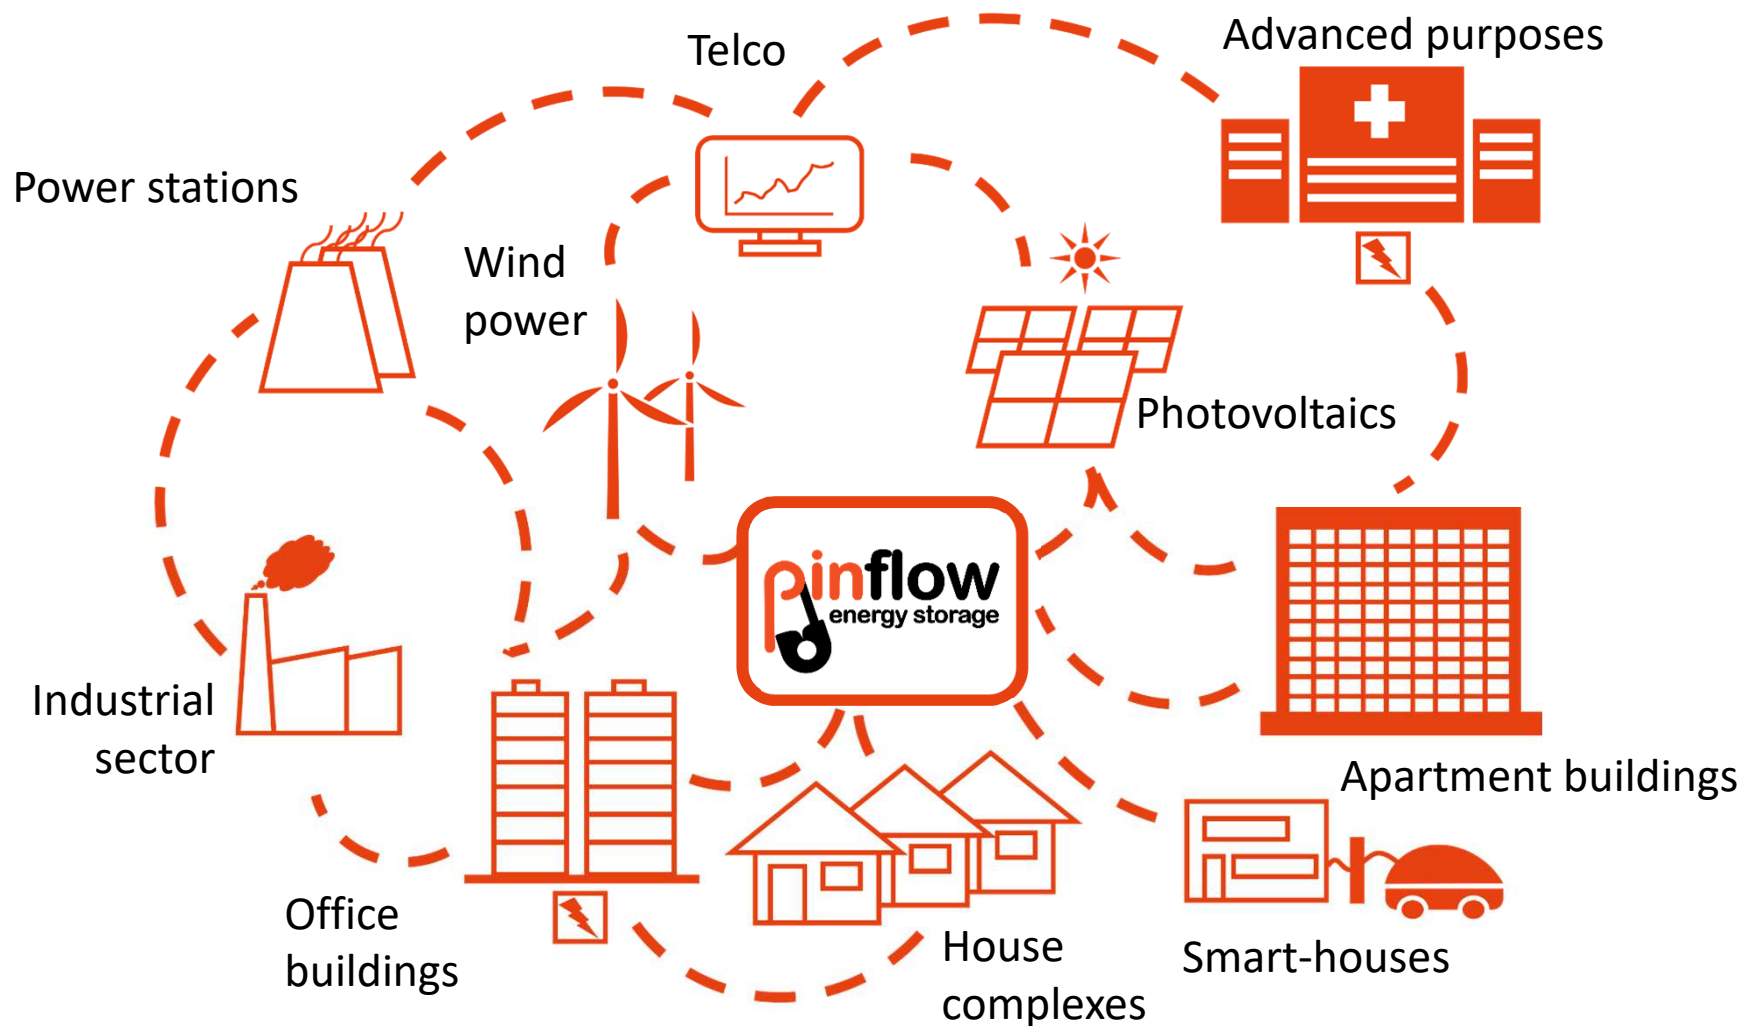 Telco
Advanced purposes
Power stations
Wind
power
Photovoltaics
pinflow
energy storage
Industrial
sector
Apartment buildings
Office
buildings
House
complexes
Smart-houses